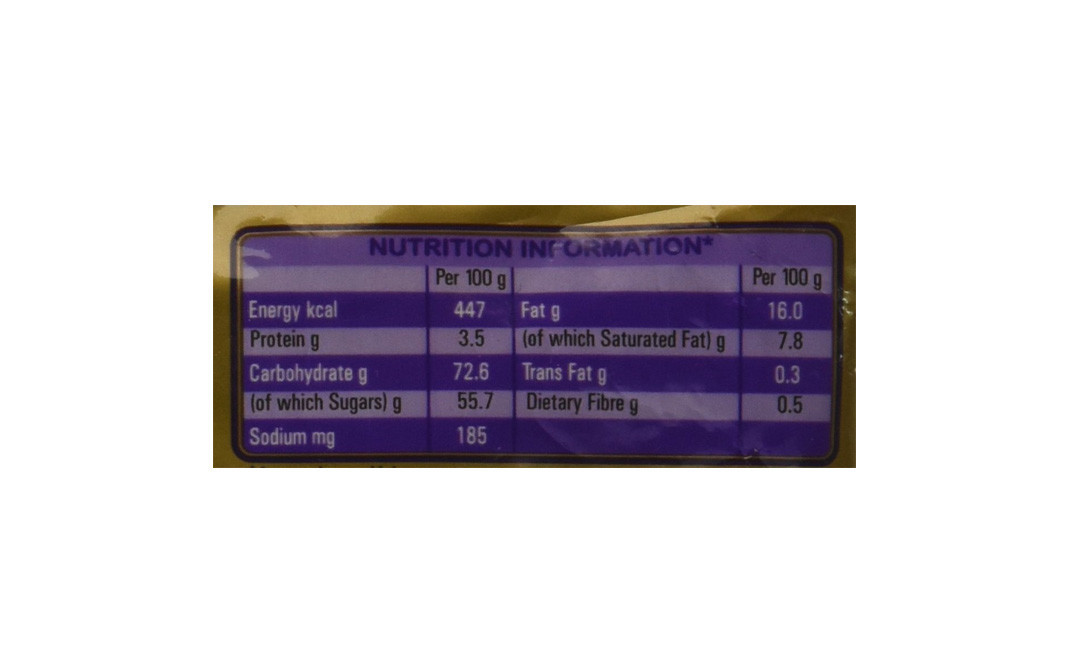 NUTRITION INFORMATION*
Per 100 g Per 100 g
Energy kcal 447 Fat g 16.0
Protein g 3.5 (of which Saturated Fat) g 7.8
Carbohydrate g 72.6 Trans Fat g 0.3
(of which Sugars) g 55.7 Dietary Fibre g 0.5
Sodium mg 185